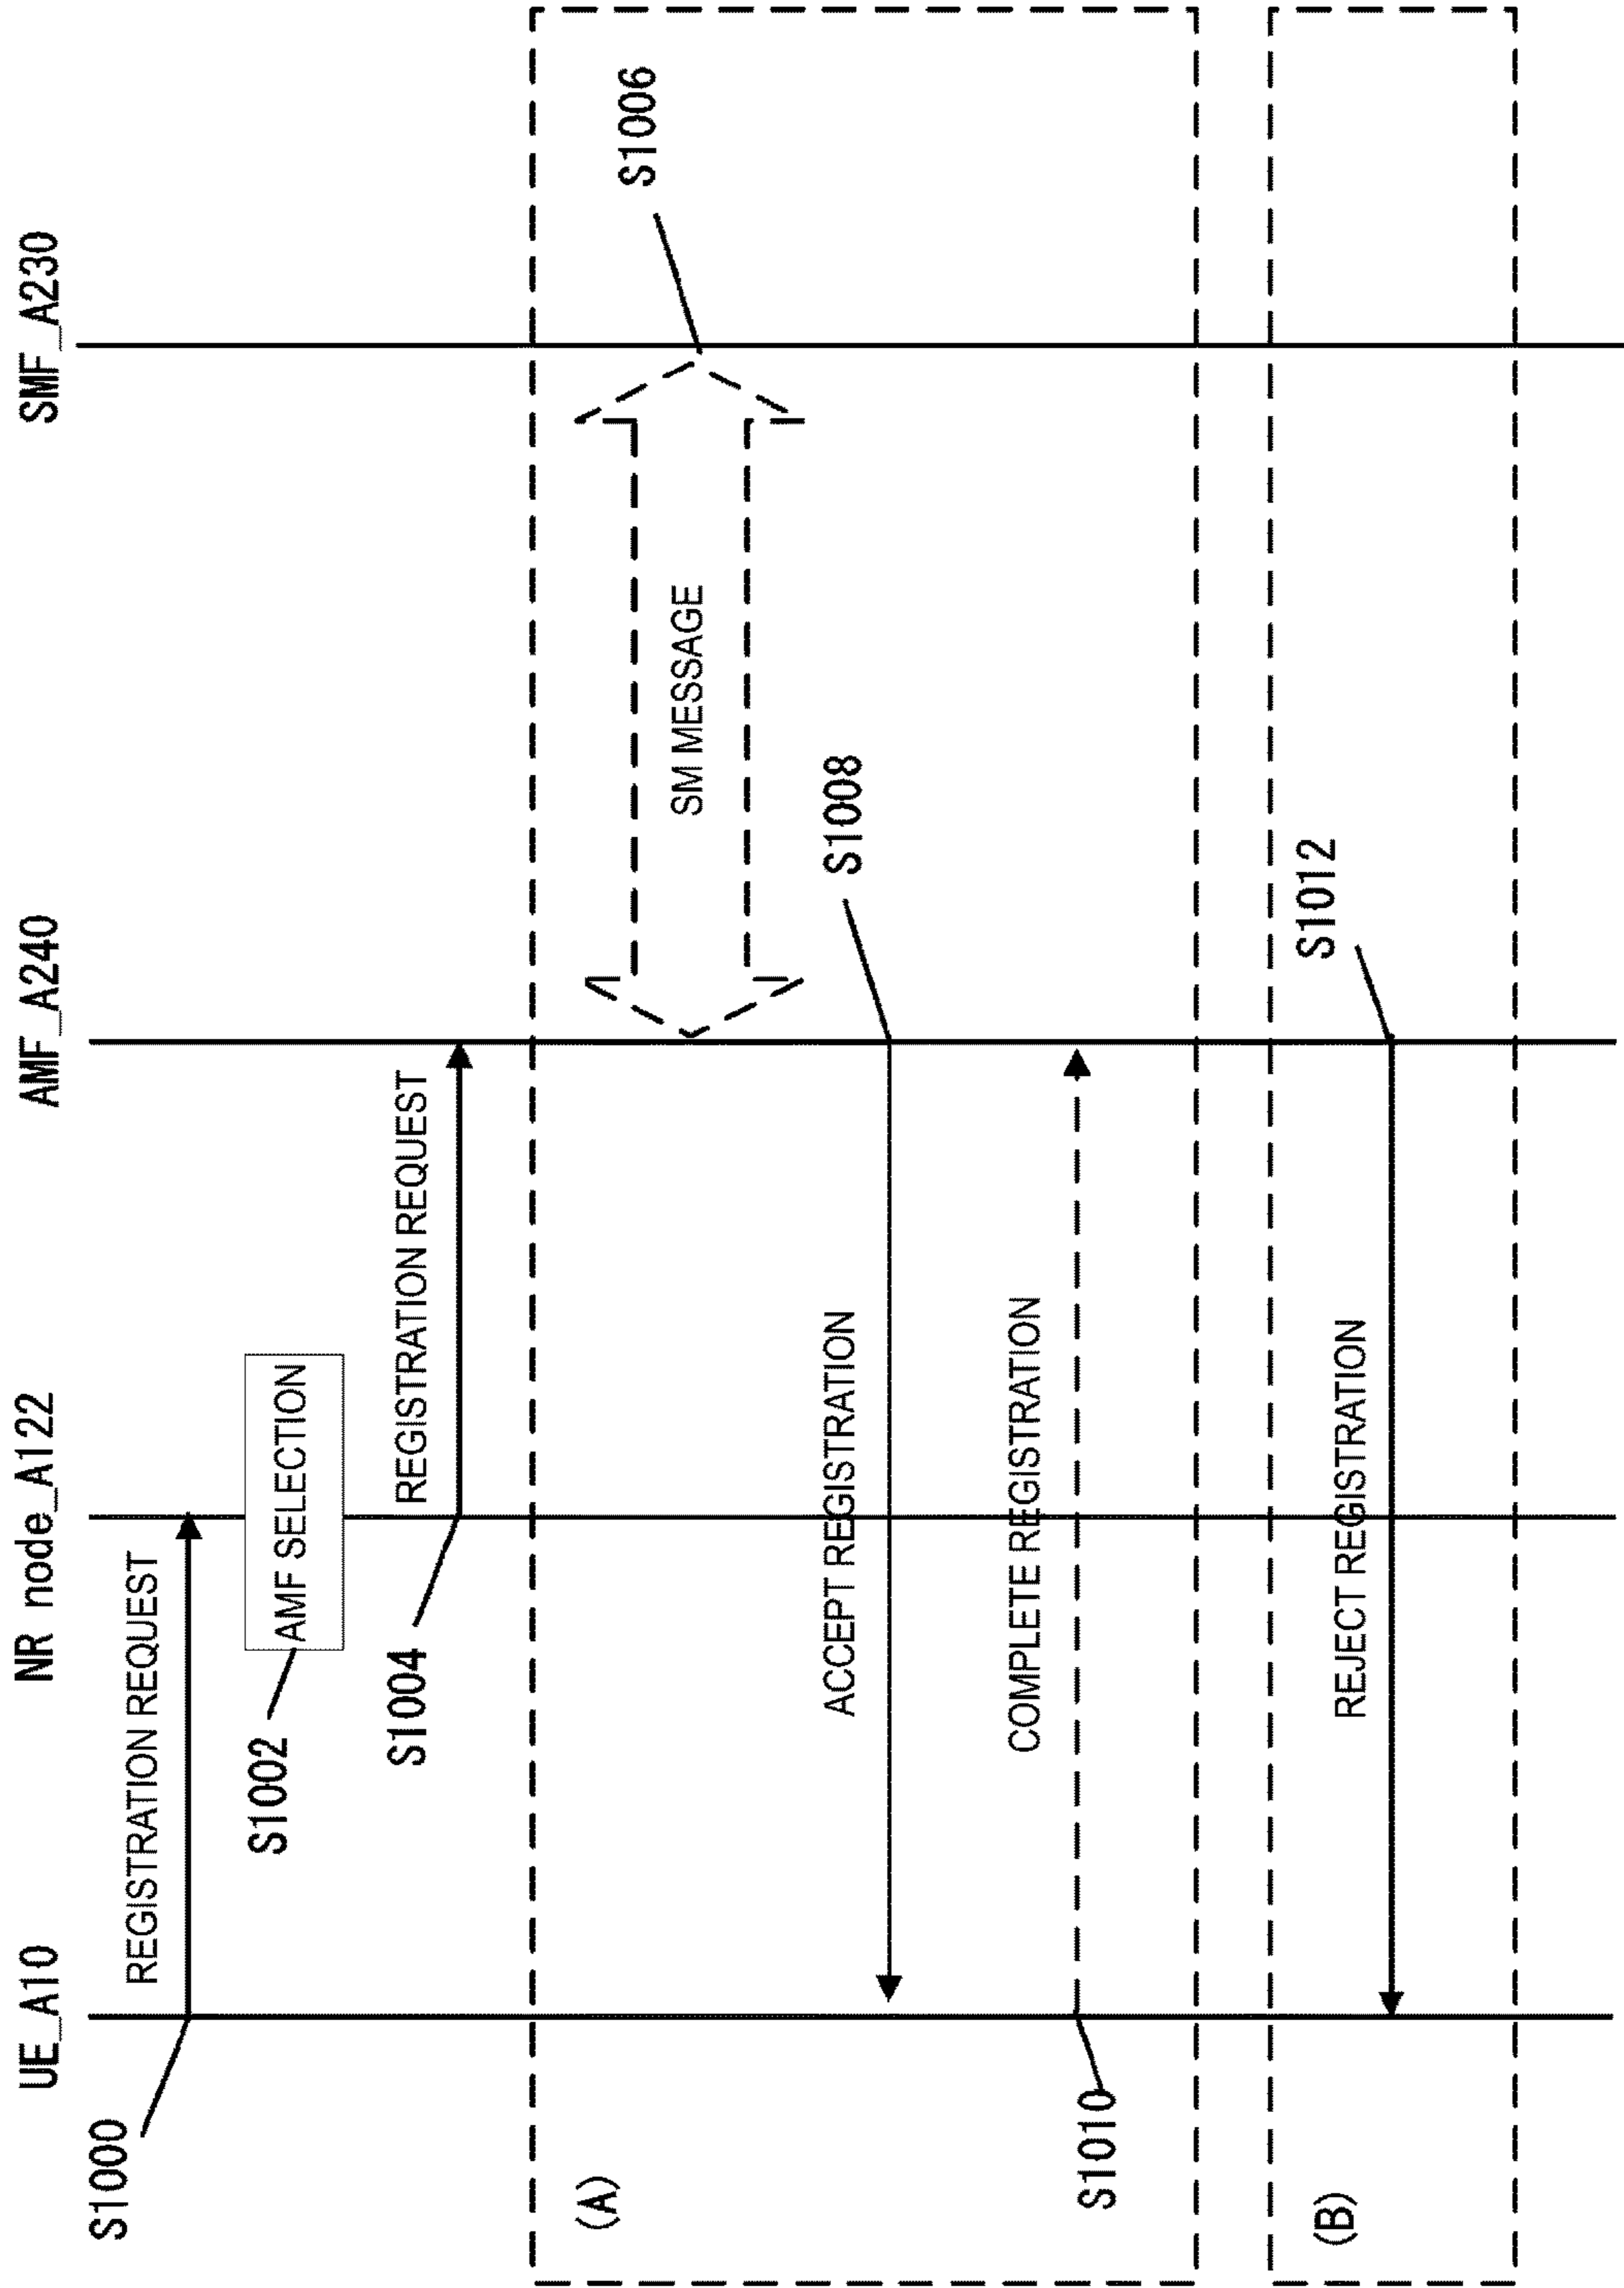 UE_A10
NR node_A122
AMF_A240
SMF_A230
S1000
REGISTRATION REQUEST
S1002
AMF SELECTION
S1004
REGISTRATION REQUEST
(A)
SM MESSAGE
S1006
ACCEPT REGISTRATION
S1008
COMPLETE REGISTRATION
S1010
(B)
REJECT REGISTRATION
S1012